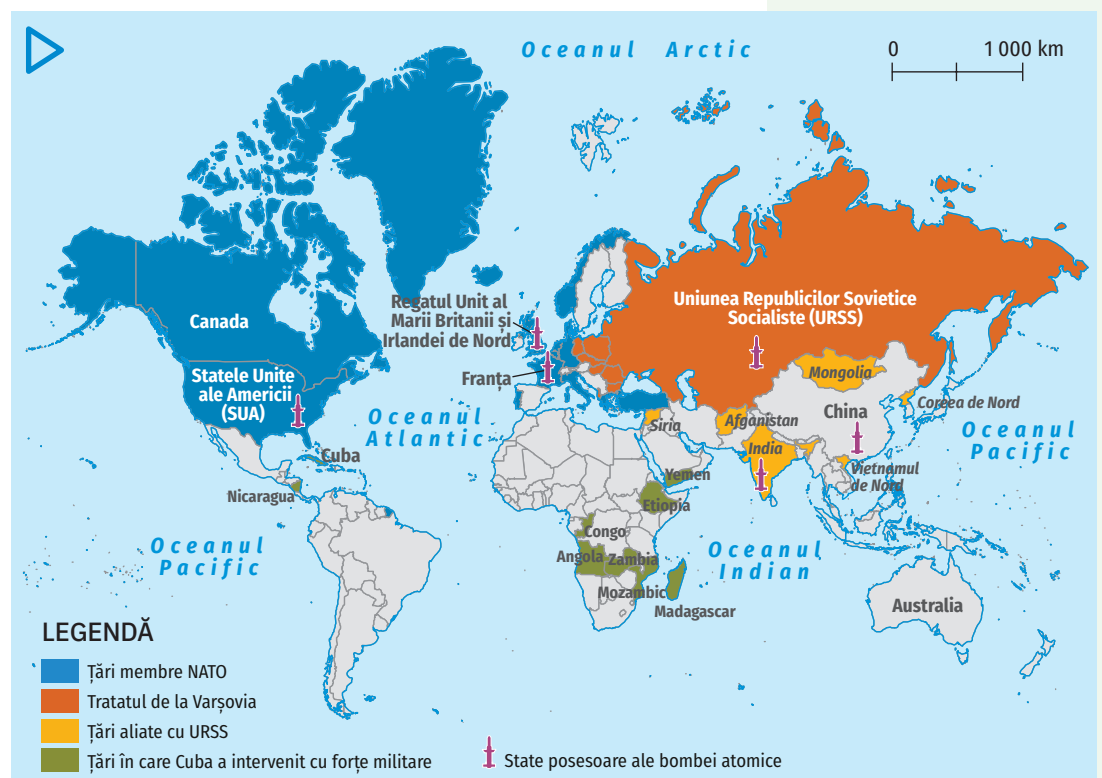 Oceanul Arctic
0 1 000 km
Canada
Statele Unite
ale Americii
(SUA)
Regatul Unit al
Marii Britanii și
Irlandei de Nord
Franța
Uniunea Republicilor Sovietice
Socialiste (URSS)
Mongolia
China
Coreea de Nord
Afganistan
Siria
India
Vietnamul
de Nord
Oceanul
Atlantic
Oceanul
Pacific
Cuba
Nicaragua
Yemen
Etiopia
Congo
Angola
Zambia
Mozambic
Madagascar
Oceanul
Pacific
Oceanul
Indian
Australia
LEGENDĂ
Țări membre NATO
Tratatul de la Varșovia
Țări aliate cu URSS
Țări în care Cuba a intervenit cu forțe militare
State posesoare ale bombei atomice